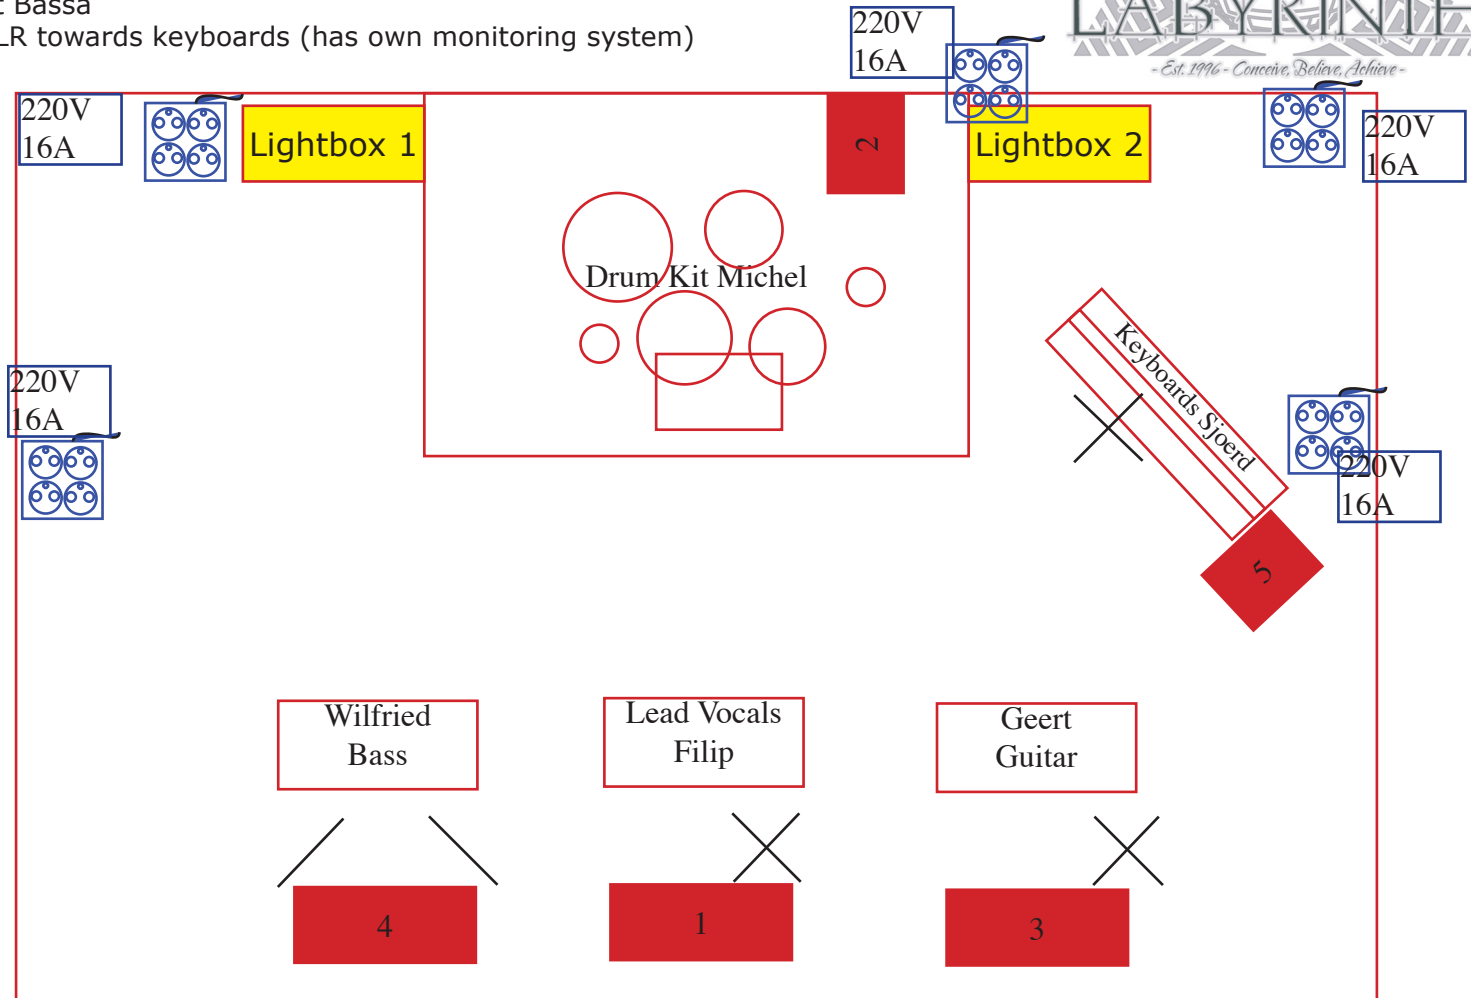 t Bassa
LR towards keyboards (has own monitoring system)
LABYRINTH
- Est. 1996 - Conceive, Believe, Achieve -
220V
16A
220V
16A
Lightbox 1
2
Lightbox 2
220V
16A
Drum Kit Michel
Keyboards Sjoerd
220V
16A
220V
16A
5
Wilfried
Bass
Lead Vocals
Filip
Geert
Guitar
4
1
3